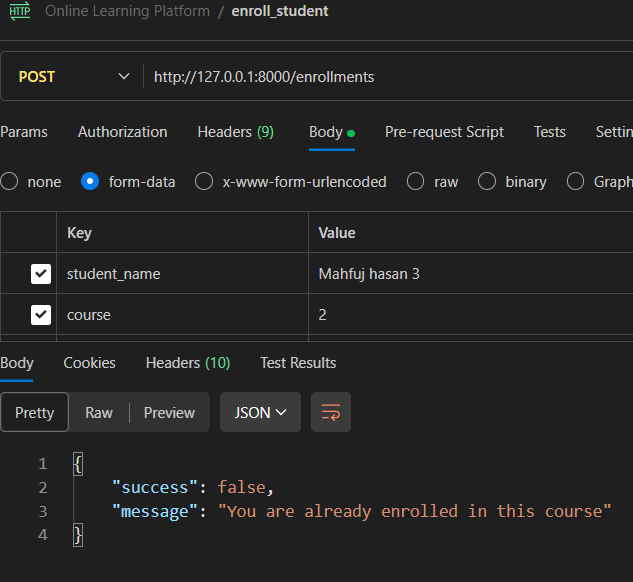 HTTP Online Learning Platform / enroll_student
POST http://127.0.0.1:8000/enrollments
Params Authorization Headers (9) Body Pre-request Script Tests Settin
none form-data x-www-form-urlencoded raw binary Graph
Key Value
student_name Mahfuj hasan 3
course 2
Body Cookies Headers (10) Test Results
Pretty Raw Preview JSON
1 {
2 "success": false,
3 "message": "You are already enrolled in this course"
4 }